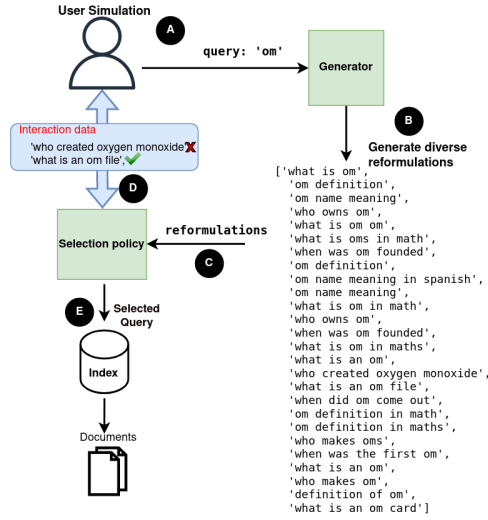 User Simulation
A
query: 'om'
Generator
B
Generate diverse
reformulations
Interaction data
'who created oxygen monoxide'
'what is an om file',
D
Selection policy
reformulations
C
E
Selected
Query
Index
Documents
['what is om',
'om definition',
'om name meaning',
'who owns om',
'what is om om',
'what is oms in math',
'when was om founded',
'om definition',
'om name meaning in spanish',
'om name meaning',
'what is om in math',
'who owns om',
'when was om founded',
'what is om in maths',
'what is an om',
'who created oxygen monoxide',
'what is an om file',
'when did om come out',
'om definition in math',
'om definition in maths',
'who makes oms',
'when was the first om',
'what is an om',
'who makes om',
'definition of om',
'what is an om card']